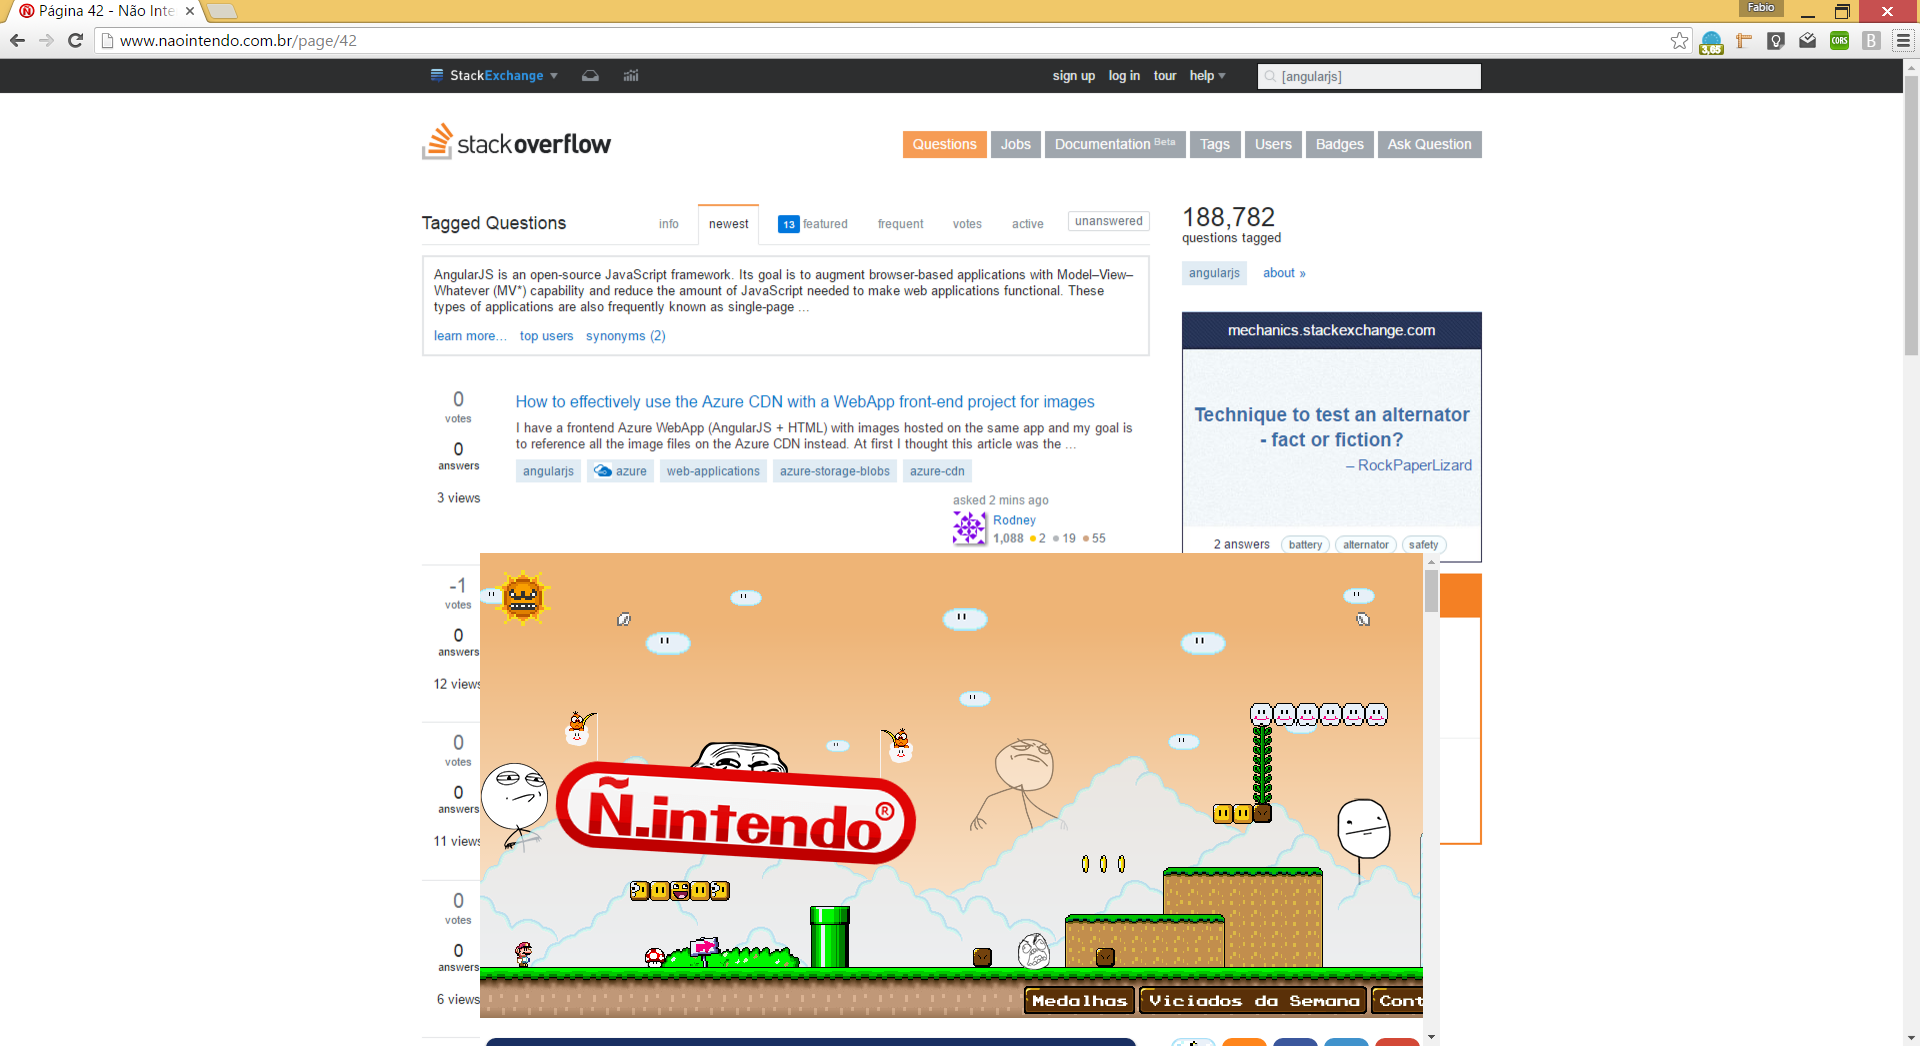 Página 42 - Não Inte
Fabio
www.naointendo.com.br/page/42
3,65
CORS
B
StackExchange
sign up log in tour help
[angularjs]
stackoverflow
Questions Jobs Documentation Beta Tags Users Badges Ask Question
Tagged Questions
info newest 13 featured frequent votes active unanswered
188,782
questions tagged
angularjs about »
AngularJS is an open-source JavaScript framework. Its goal is to augment browser-based applications with Model–View–
Whatever (MV*) capability and reduce the amount of JavaScript needed to make web applications functional. These
types of applications are also frequently known as single-page ...
learn more... top users synonyms (2)
mechanics.stackexchange.com
Technique to test an alternator
- fact or fiction?
– RockPaperLizard
2 answers battery alternator safety
0
votes
0
answers
3 views
How to effectively use the Azure CDN with a WebApp front-end project for images
I have a frontend Azure WebApp (AngularJS + HTML) with images hosted on the same app and my goal is
to reference all the image files on the Azure CDN instead. At first I thought this article was the ...
angularjs azure web-applications azure-storage-blobs azure-cdn
asked 2 mins ago
Rodney
1,088 2 19 55
-1
votes
0
answers
12 views
0
votes
0
answers
11 views
0
votes
0
answers
6 views
Ñ.intendo®
Medalhas Viciados da Semana Cont